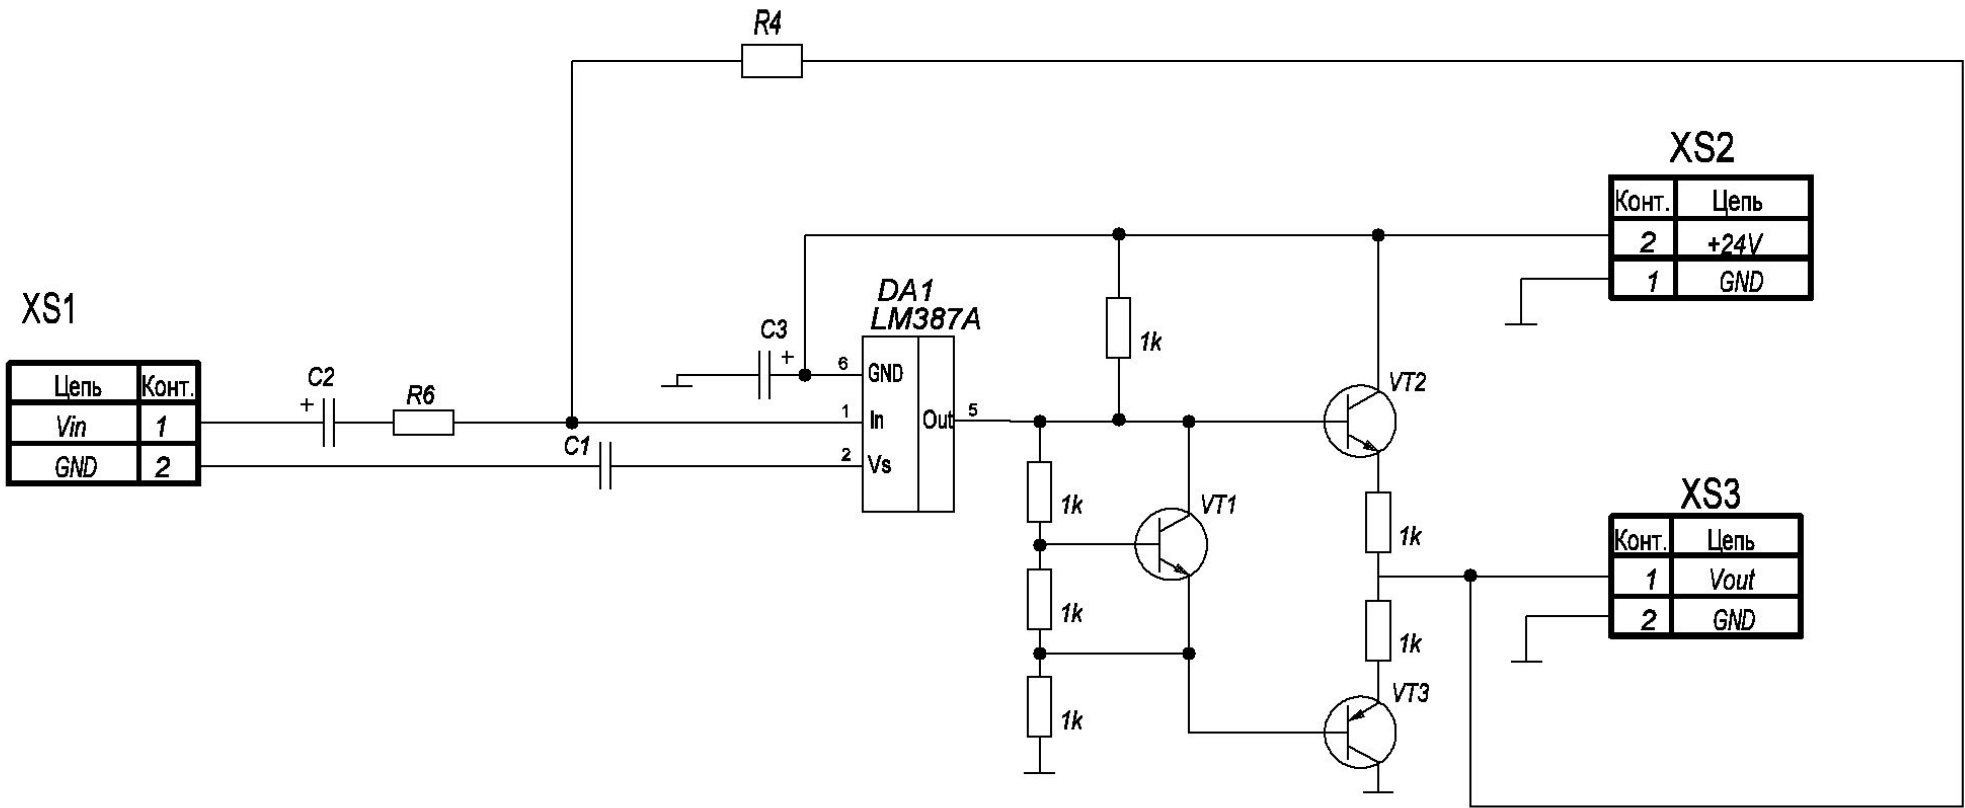 R4
XS2
Конт. Цепь
2 +24V
1 GND
XS1
Цепь Конт.
Vin 1
GND 2
C2
+
R6
C1
C3
+
DA1
LM387A
6 GND
1 In
2 Vs
Out 5
1k
1k
1k
1k
VT1
VT2
1k
1k
VT3
XS3
Конт. Цепь
1 Vout
2 GND